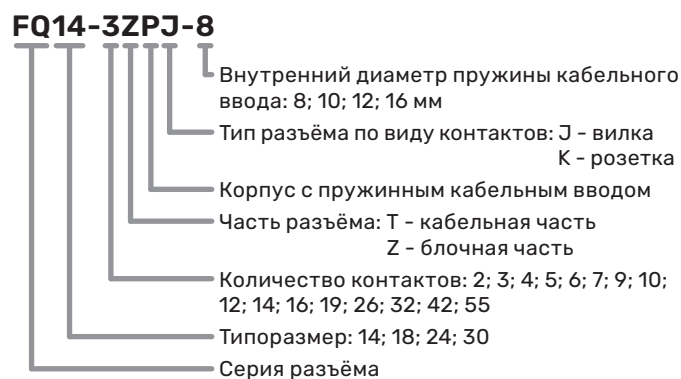 FQ14-3ZPJ-8
Внутренний диаметр пружины кабельного
ввода: 8; 10; 12; 16 мм
Тип разъёма по виду контактов: J - вилка
K - розетка
Корпус с пружинным кабельным вводом
Часть разъёма: T - кабельная часть
Z - блочная часть
Количество контактов: 2; 3; 4; 5; 6; 7; 9; 10;
12; 14; 16; 19; 26; 32; 42; 55
Типоразмер: 14; 18; 24; 30
Серия разъёма